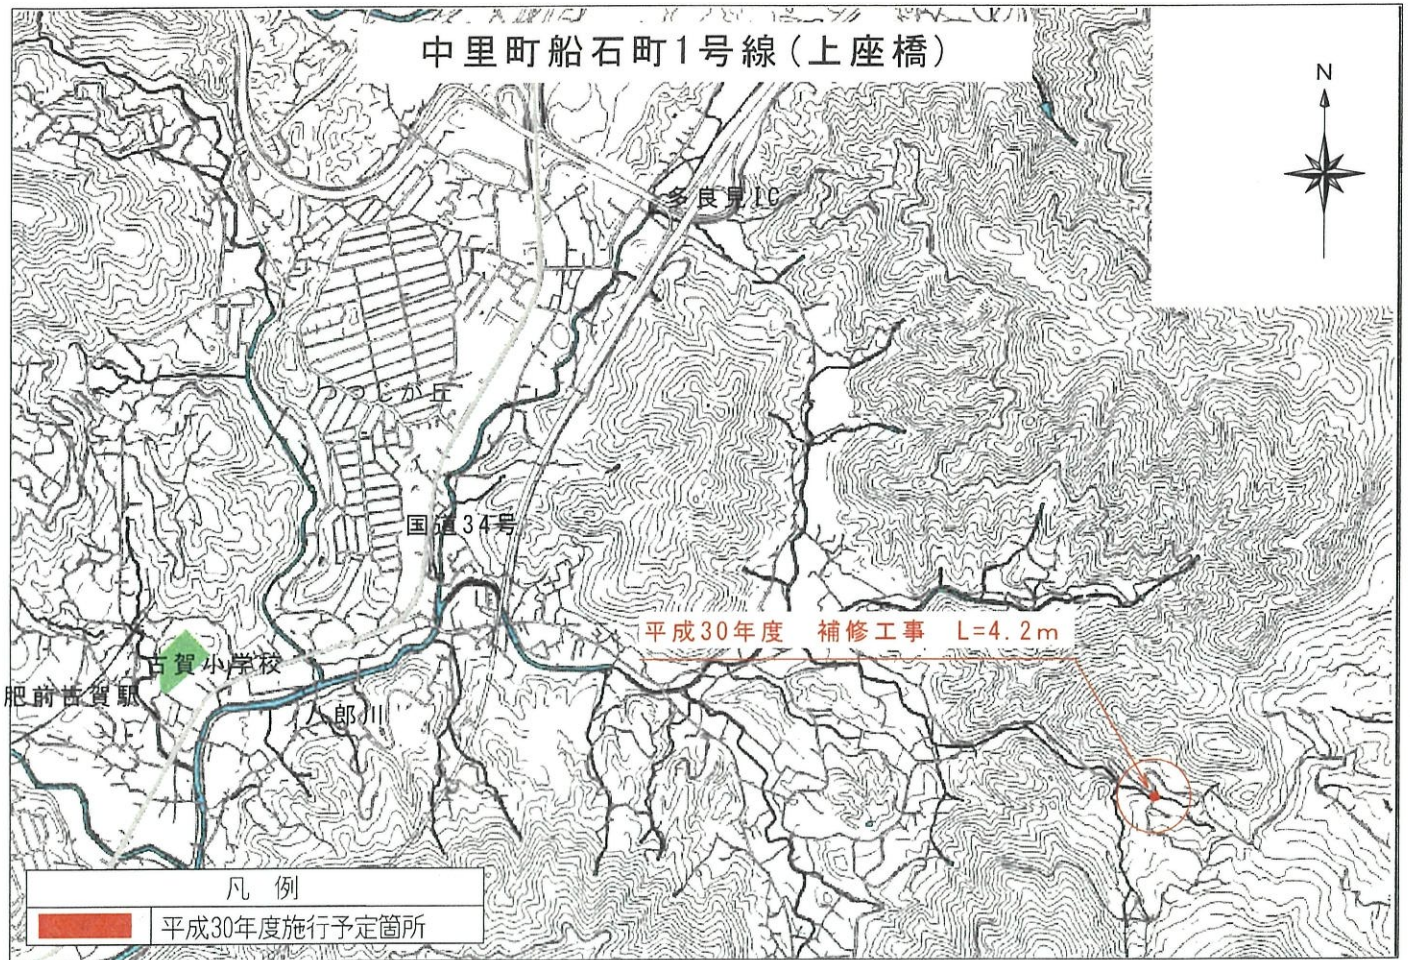 中里町船石町1号線(上座橋)
N
多良見IC
つつじが丘
国道34号
平成30年度 補修工事 L=4.2m
古賀小学校
肥前古賀駅
八郎川
凡例
平成30年度施行予定箇所